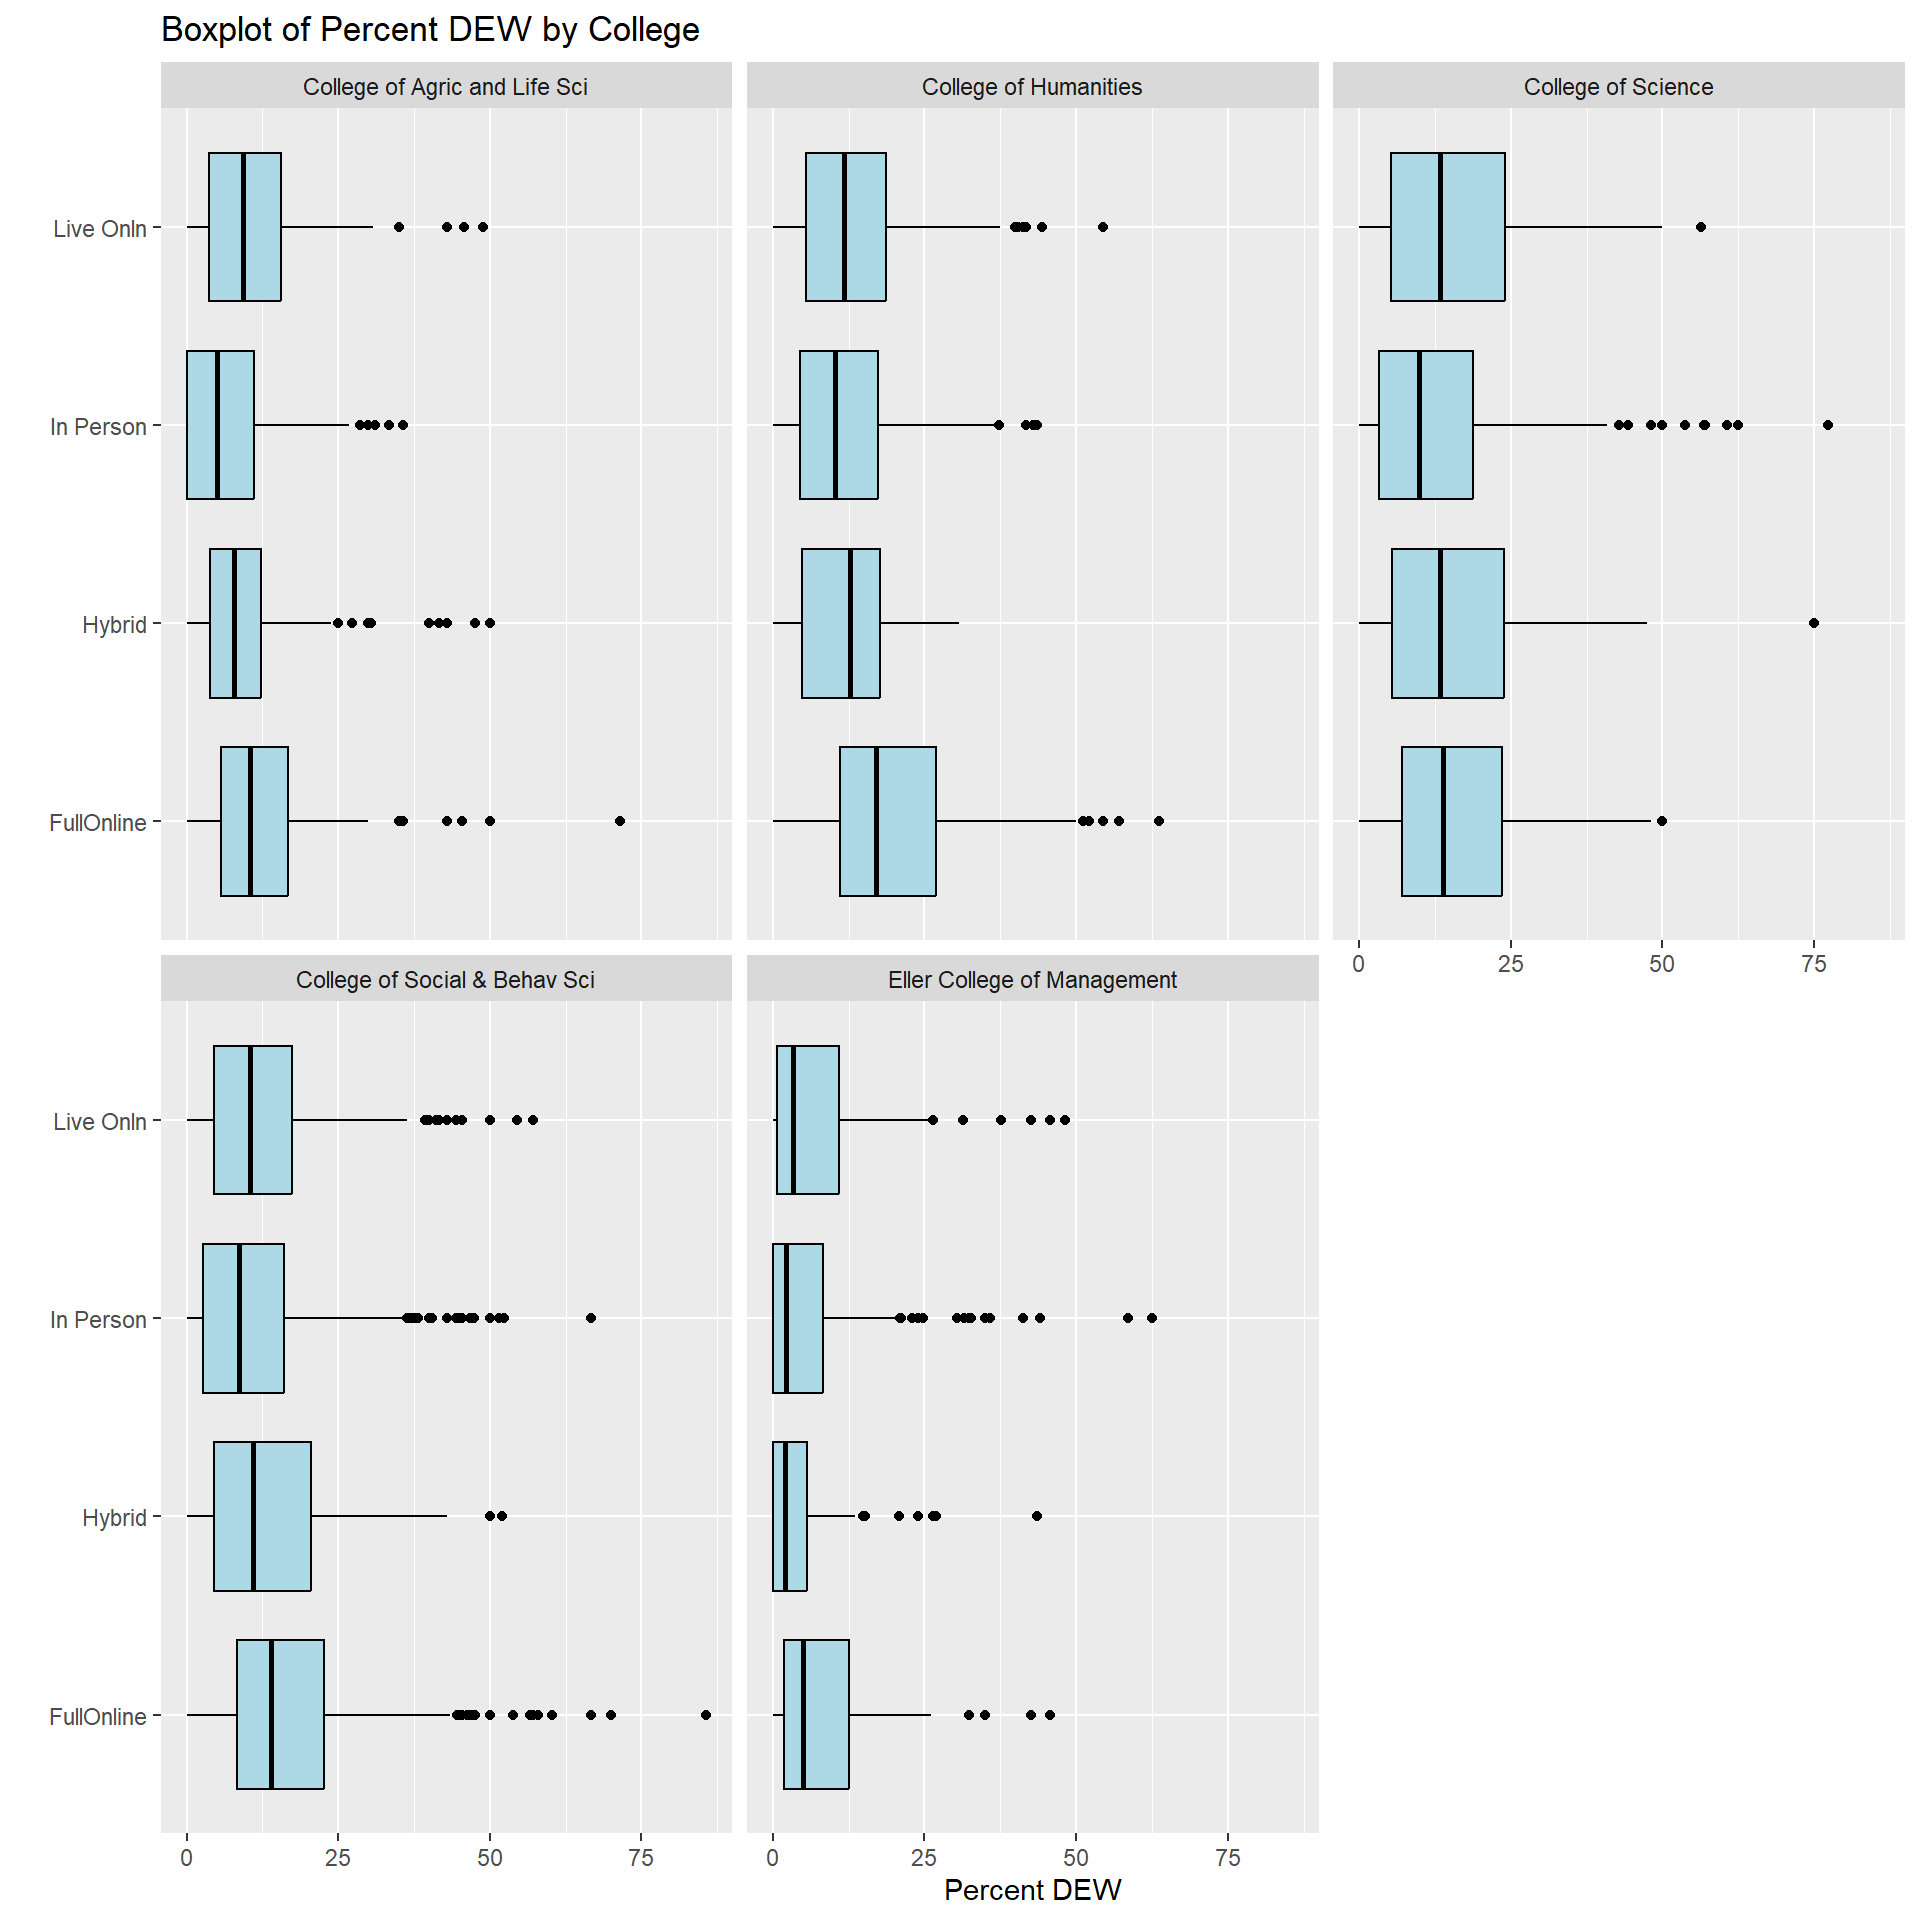 Boxplot of Percent DEW by College
College of Agric and Life Sci
College of Humanities
College of Science
Live Onln
In Person
Hybrid
FullOnline
0 25 50 75
College of Social & Behav Sci
Eller College of Management
Live Onln
In Person
Hybrid
FullOnline
0 25 50 75
0 25 50 75
Percent DEW